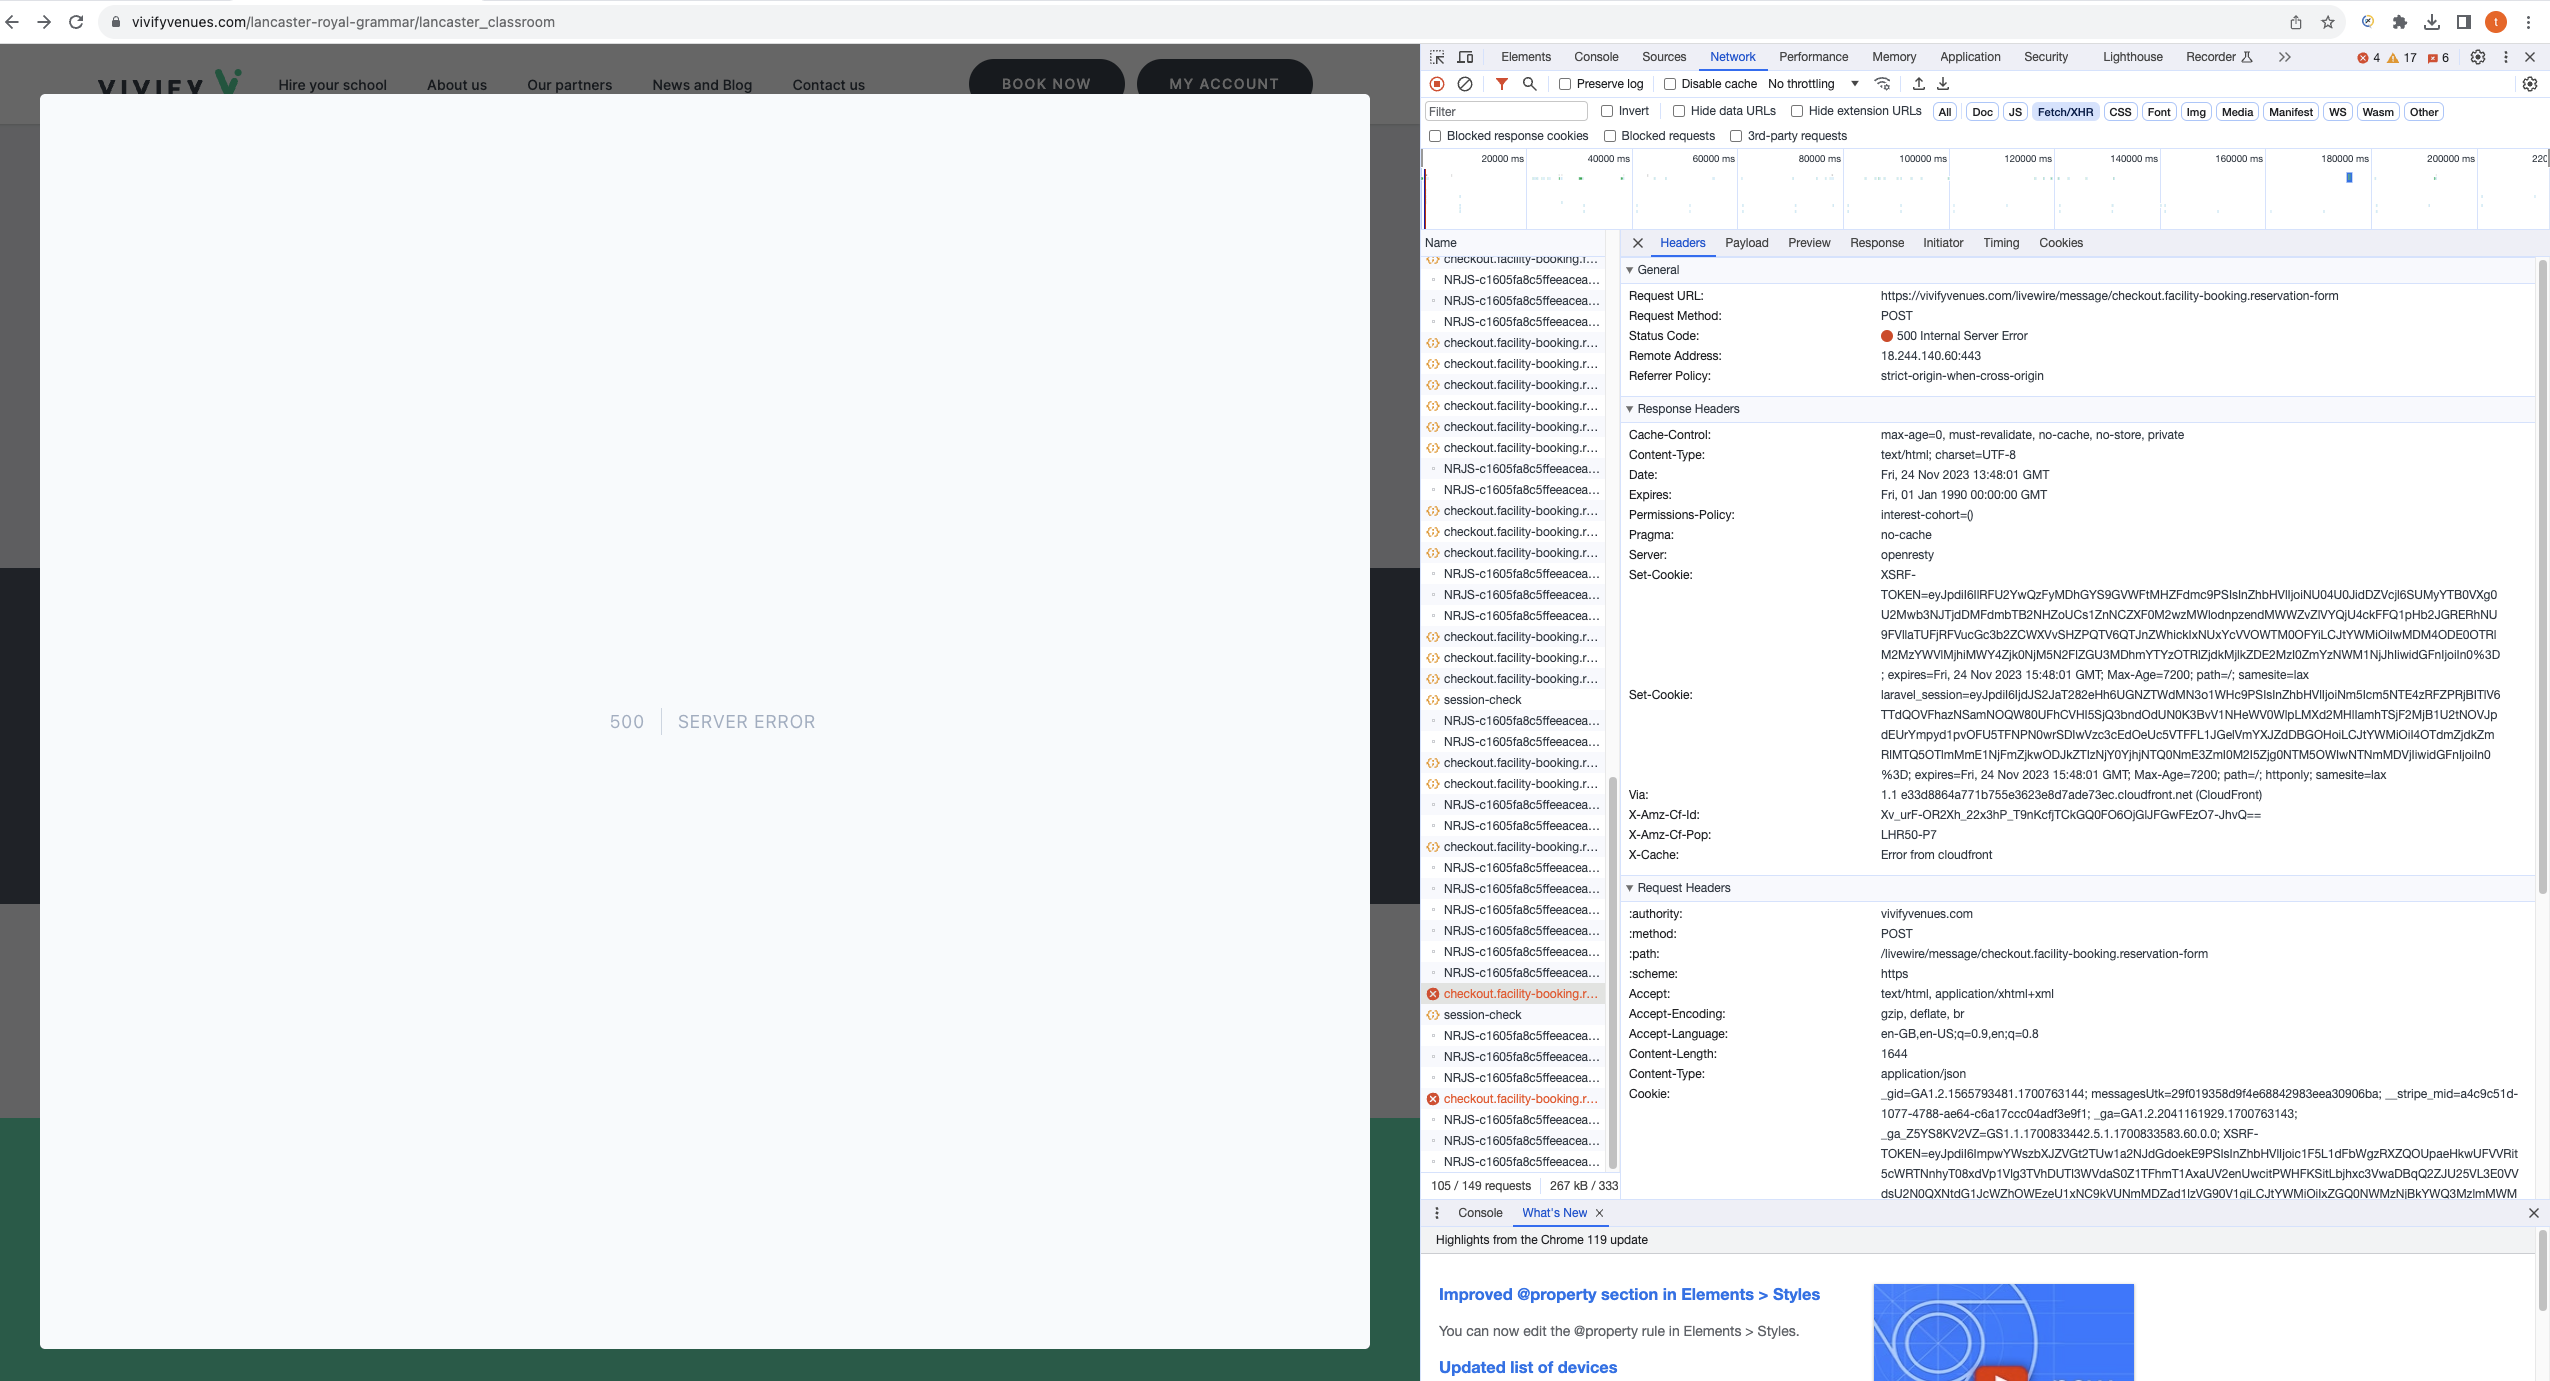 vivifyvenues.com/lancaster-royal-grammar/lancaster_classroom
t
VIVIFY
Hire your school
About us
Our partners
News and Blog
Contact us
BOOK NOW
MY ACCOUNT
500 SERVER ERROR
Elements Console Sources Network Performance Memory Application Security Lighthouse Recorder 4 17 6
Preserve log Disable cache No throttling
Filter Invert Hide data URLs Hide extension URLs All Doc JS Fetch/XHR CSS Font Img Media Manifest WS Wasm Other
Blocked response cookies Blocked requests 3rd-party requests
20000 ms 40000 ms 60000 ms 80000 ms 100000 ms 120000 ms 140000 ms 160000 ms 180000 ms 200000 ms
Name
checkout.facility-booking.r...
NRJS-c1605fa8c5ffeeacea...
NRJS-c1605fa8c5ffeeacea...
NRJS-c1605fa8c5ffeeacea...
checkout.facility-booking.r...
checkout.facility-booking.r...
checkout.facility-booking.r...
checkout.facility-booking.r...
checkout.facility-booking.r...
checkout.facility-booking.r...
NRJS-c1605fa8c5ffeeacea...
NRJS-c1605fa8c5ffeeacea...
checkout.facility-booking.r...
checkout.facility-booking.r...
checkout.facility-booking.r...
NRJS-c1605fa8c5ffeeacea...
NRJS-c1605fa8c5ffeeacea...
NRJS-c1605fa8c5ffeeacea...
checkout.facility-booking.r...
checkout.facility-booking.r...
checkout.facility-booking.r...
session-check
NRJS-c1605fa8c5ffeeacea...
NRJS-c1605fa8c5ffeeacea...
checkout.facility-booking.r...
checkout.facility-booking.r...
NRJS-c1605fa8c5ffeeacea...
NRJS-c1605fa8c5ffeeacea...
checkout.facility-booking.r...
NRJS-c1605fa8c5ffeeacea...
NRJS-c1605fa8c5ffeeacea...
NRJS-c1605fa8c5ffeeacea...
NRJS-c1605fa8c5ffeeacea...
NRJS-c1605fa8c5ffeeacea...
NRJS-c1605fa8c5ffeeacea...
checkout.facility-booking.r...
session-check
NRJS-c1605fa8c5ffeeacea...
NRJS-c1605fa8c5ffeeacea...
NRJS-c1605fa8c5ffeeacea...
checkout.facility-booking.r...
NRJS-c1605fa8c5ffeeacea...
NRJS-c1605fa8c5ffeeacea...
NRJS-c1605fa8c5ffeeacea...
105 / 149 requests 267 kB / 333
Headers Payload Preview Response Initiator Timing Cookies
General
Request URL: https://vivifyvenues.com/livewire/message/checkout.facility-booking.reservation-form
Request Method: POST
Status Code: 500 Internal Server Error
Remote Address: 18.244.140.60:443
Referrer Policy: strict-origin-when-cross-origin
Response Headers
Cache-Control: max-age=0, must-revalidate, no-cache, no-store, private
Content-Type: text/html; charset=UTF-8
Date: Fri, 24 Nov 2023 13:48:01 GMT
Expires: Fri, 01 Jan 1990 00:00:00 GMT
Permissions-Policy: interest-cohort=()
Pragma: no-cache
Server: openresty
Set-Cookie: XSRF-
; expires=Fri, 24 Nov 2023 15:48:01 GMT; Max-Age=7200; path=/; samesite=lax
Set-Cookie:
%3D; expires=Fri, 24 Nov 2023 15:48:01 GMT; Max-Age=7200; path=/; httponly; samesite=lax
Via: 1.1 e33d8864a771b755e3623e8d7ade73ec.cloudfront.net (CloudFront)
X-Amz-Cf-Id:
X-Amz-Cf-Pop: LHR50-P7
X-Cache: Error from cloudfront
Request Headers
:authority: vivifyvenues.com
:method: POST
:path: /livewire/message/checkout.facility-booking.reservation-form
:scheme: https
Accept: text/html, application/xhtml+xml
Accept-Encoding: gzip, deflate, br
Accept-Language: en-GB,en-US;q=0.9,en;q=0.8
Content-Length: 1644
Content-Type: application/json
Cookie: _gid=GA1.2.1565793481.1700763144; messagesUtk=29f019358d9f4e68842983eea30906ba; __stripe_mid=a4c9c51d-
1077-4788-ae64-c6a17ccc04adf3e9f1; _ga=GA1.2.2041161929.1700763143;
_ga_Z5YS8KV2VZ=GS1.1.1700833442.5.1.1700833583.60.0.0; XSRF-
Console What's New
Highlights from the Chrome 119 update
Improved @property section in Elements > Styles
You can now edit the @property rule in Elements > Styles.
Updated list of devices